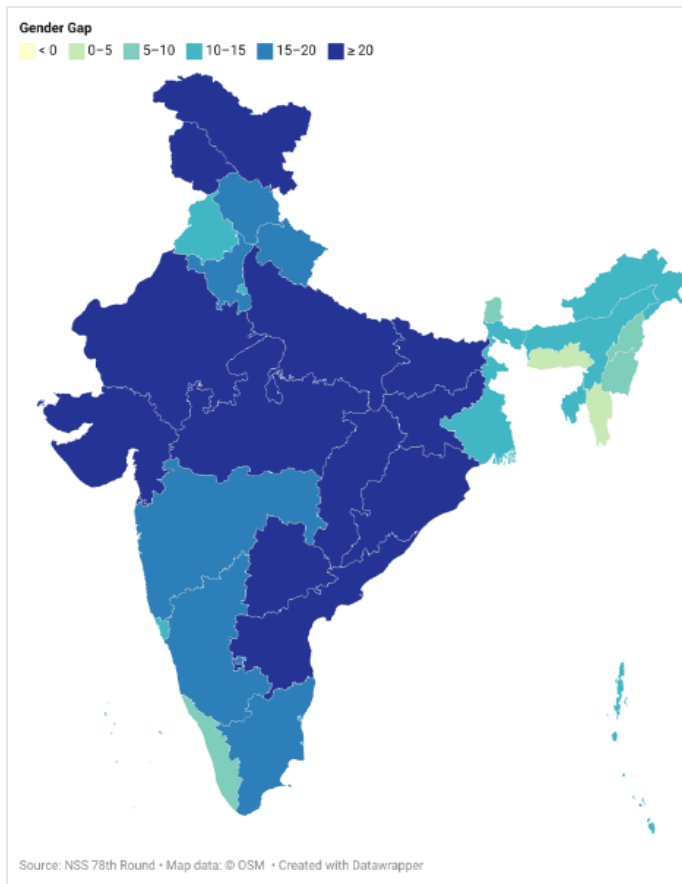 Gender Gap
< 0 0–5 5–10 10–15 15–20 ≥ 20
Source: NSS 78th Round • Map data: © OSM • Created with Datawrapper